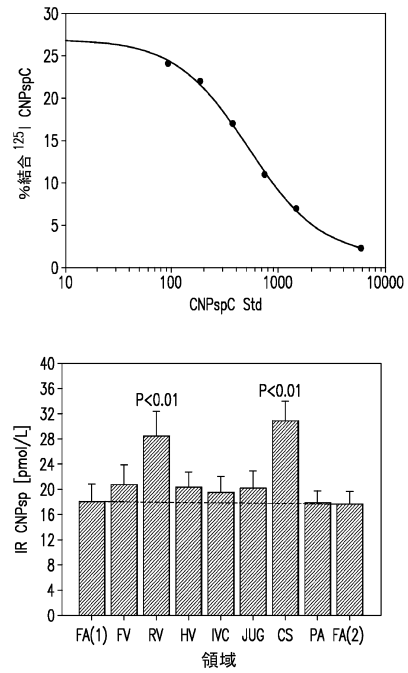 30
25
20
15
10
5
0
%結合 ¹²⁵I CNPspC
10 100 1000 10000
CNPspC Std
40
36
32
28
24
20
16
12
8
4
0
IR CNPsp [pmol/L]
P<0.01 P<0.01
FA(1) FV RV HV IVC JUG CS PA FA(2)
領域